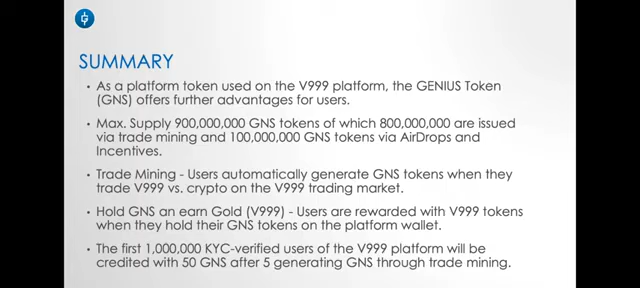 SUMMARY
• As a platform token used on the V999 platform, the GENIUS Token
(GNS) offers further advantages for users.
• Max. Supply 900,000,000 GNS tokens of which 800,000,000 are issued
via trade mining and 100,000,000 GNS tokens via AirDrops and
Incentives.
• Trade Mining - Users automatically generate GNS tokens when they
trade V999 vs. crypto on the V999 trading market.
• Hold GNS an earn Gold (V999) - Users are rewarded with V999 tokens
when they hold their GNS tokens on the platform wallet.
• The first 1,000,000 KYC-verified users of the V999 platform will be
credited with 50 GNS after 5 generating GNS through trade mining.